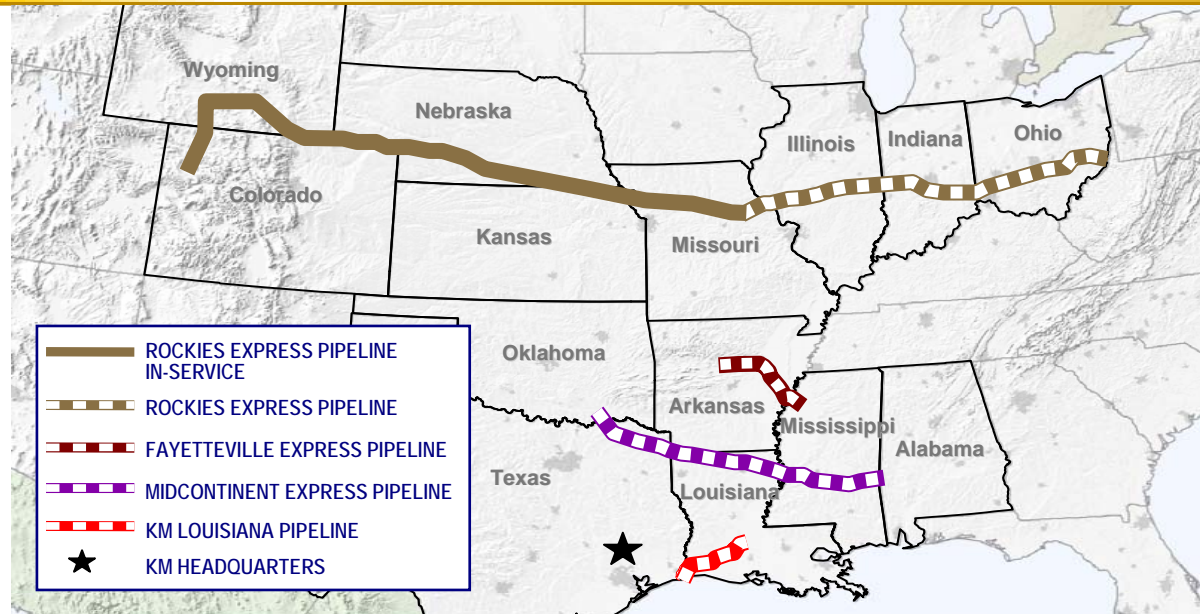 Wyoming
Nebraska
Illinois
Indiana
Ohio
Colorado
Kansas
Missouri
Oklahoma
Arkansas
Mississippi
Alabama
Texas
Louisiana
ROCKIES EXPRESS PIPELINE
IN-SERVICE
ROCKIES EXPRESS PIPELINE
FAYETTEVILLE EXPRESS PIPELINE
MIDCONTINENT EXPRESS PIPELINE
KM LOUISIANA PIPELINE
KM HEADQUARTERS